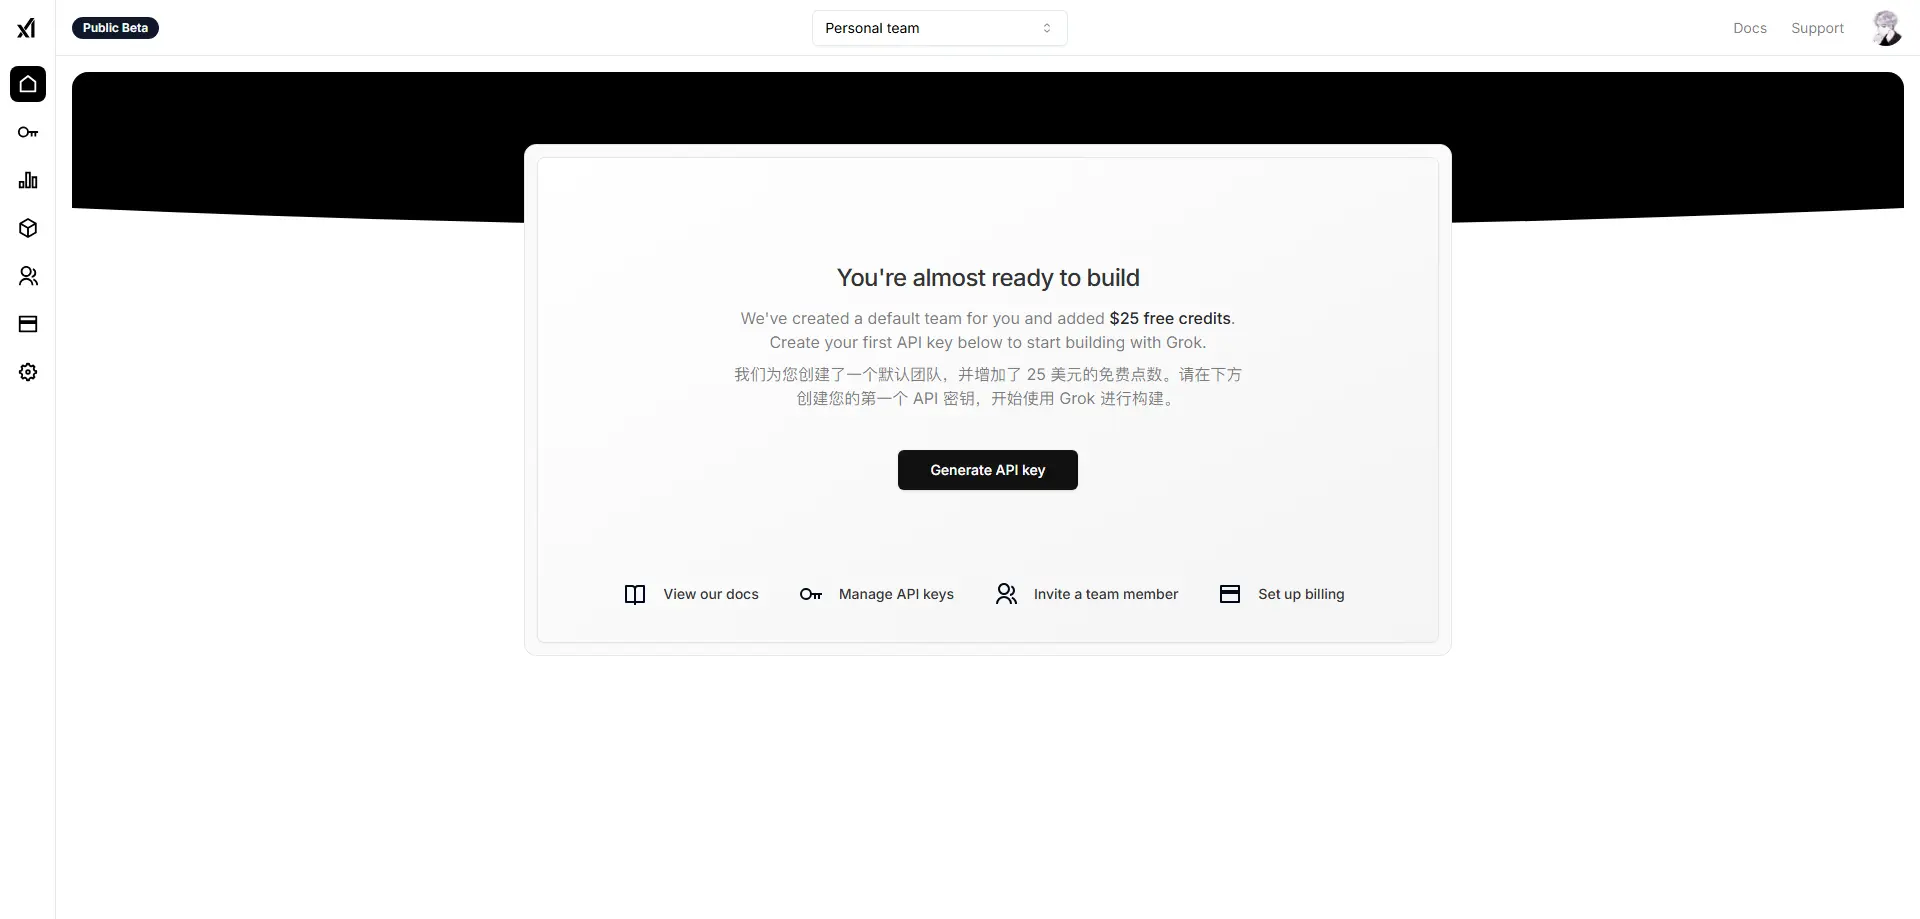 Public Beta
Personal team
Docs
Support
You're almost ready to build
We've created a default team for you and added $25 free credits.
Create your first API key below to start building with Grok.
我们为您创建了一个默认团队，并增加了 25 美元的免费点数。请在下方
创建您的第一个 API 密钥，开始使用 Grok 进行构建。
Generate API key
View our docs
Manage API keys
Invite a team member
Set up billing